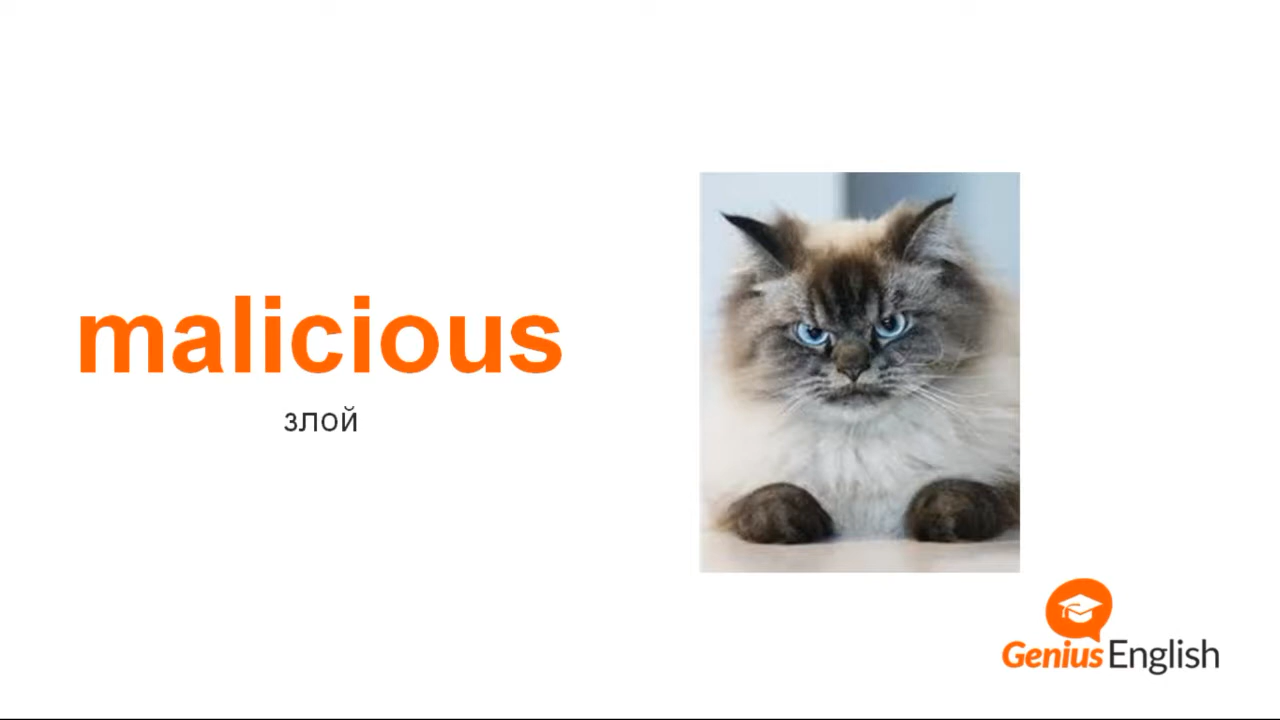 malicious
злой
Genius English